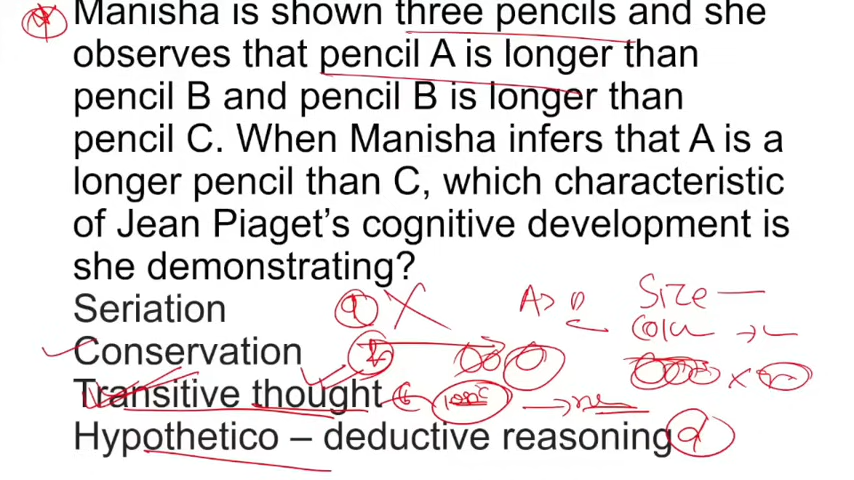 Manisha is shown three pencils and she
observes that pencil A is longer than
pencil B and pencil B is longer than
pencil C. When Manisha infers that A is a
longer pencil than C, which characteristic
of Jean Piaget's cognitive development is
she demonstrating?
Seriation a A> Size
Conservation b
Transitive thought c
Hypothetico – deductive reasoning d